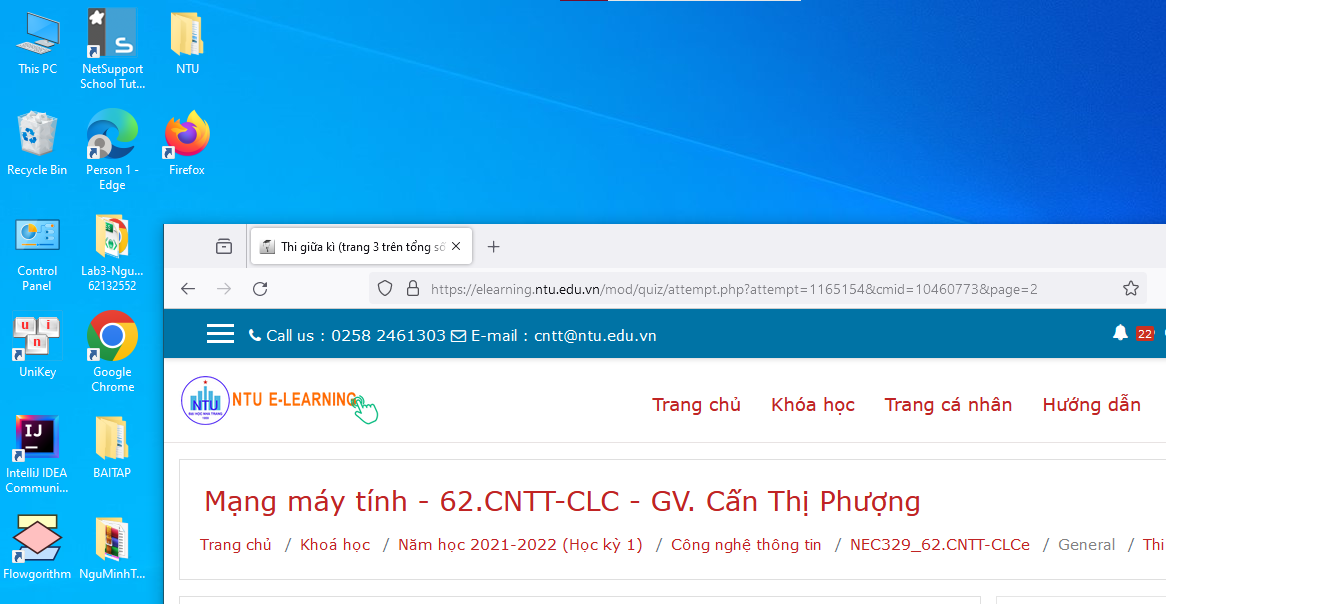 This PC
NetSupport
School Tut...
NTU
Recycle Bin
Person 1 -
Edge
Firefox
Control
Panel
Lab3-Ngu...
62132552
UniKey
Google
Chrome
IntelliJ IDEA
Communi...
BAITAP
Flowgorithm
NguMinhT...
Thi giữa kì (trang 3 trên tổng số
https://elearning.ntu.edu.vn/mod/quiz/attempt.php?attempt=1165154&cmid=10460773&page=2
Call us : 0258 2461303 E-mail : cntt@ntu.edu.vn
22
NTU
NTU E-LEARNING
Trang chủ Khóa học Trang cá nhân Hướng dẫn
Mạng máy tính - 62.CNTT-CLC - GV. Cấn Thị Phượng
Trang chủ / Khoá học / Năm học 2021-2022 (Học kỳ 1) / Công nghệ thông tin / NEC329_62.CNTT-CLCe / General / Thi